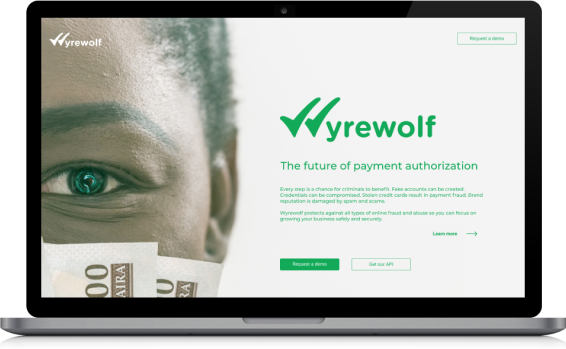 Wyrewolf
Request a demo
Wyrewolf
The future of payment authorization
Every step is a chance for criminals to benefit. Fake accounts can be created.
Credentials can be compromised. Stolen credit cards result in payment fraud. Brand
reputation is damaged by spam and scams.
Wyrewolf protects against all types of online fraud and abuse so you can focus on
growing your business safely and securely.
Learn more
Request a demo
Get our API
00
AIRA
0
RA